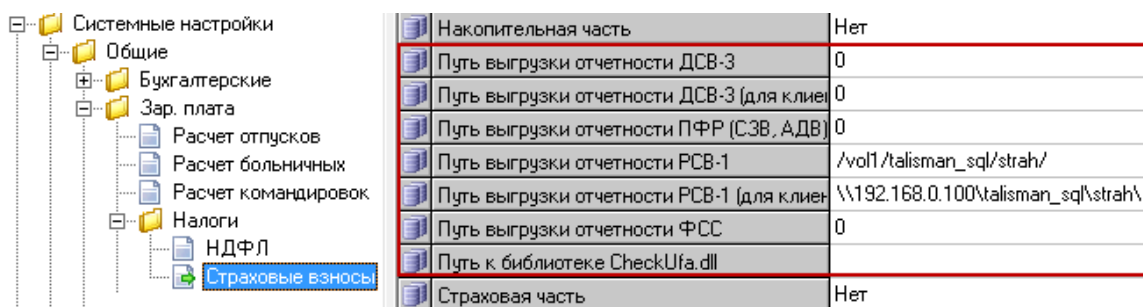 Системные настройки
Общие
Бухгалтерские
Зар. плата
Расчет отпусков
Расчет больничных
Расчет командировок
Налоги
НДФЛ
Страховые взносы
Накопительная часть Нет
Путь выгрузки отчетности ДСВ-3 0
Путь выгрузки отчетности ДСВ-3 (для клиен 0
Путь выгрузки отчетности ПФР (СЗВ, АДВ) 0
Путь выгрузки отчетности РСВ-1 /vol1/talisman_sql/strah/
Путь выгрузки отчетности РСВ-1 (для клиен \\192.168.0.100\talisman_sql\strah\
Путь выгрузки отчетности ФСС 0
Путь к библиотеке CheckUfa.dll
Страховая часть Нет